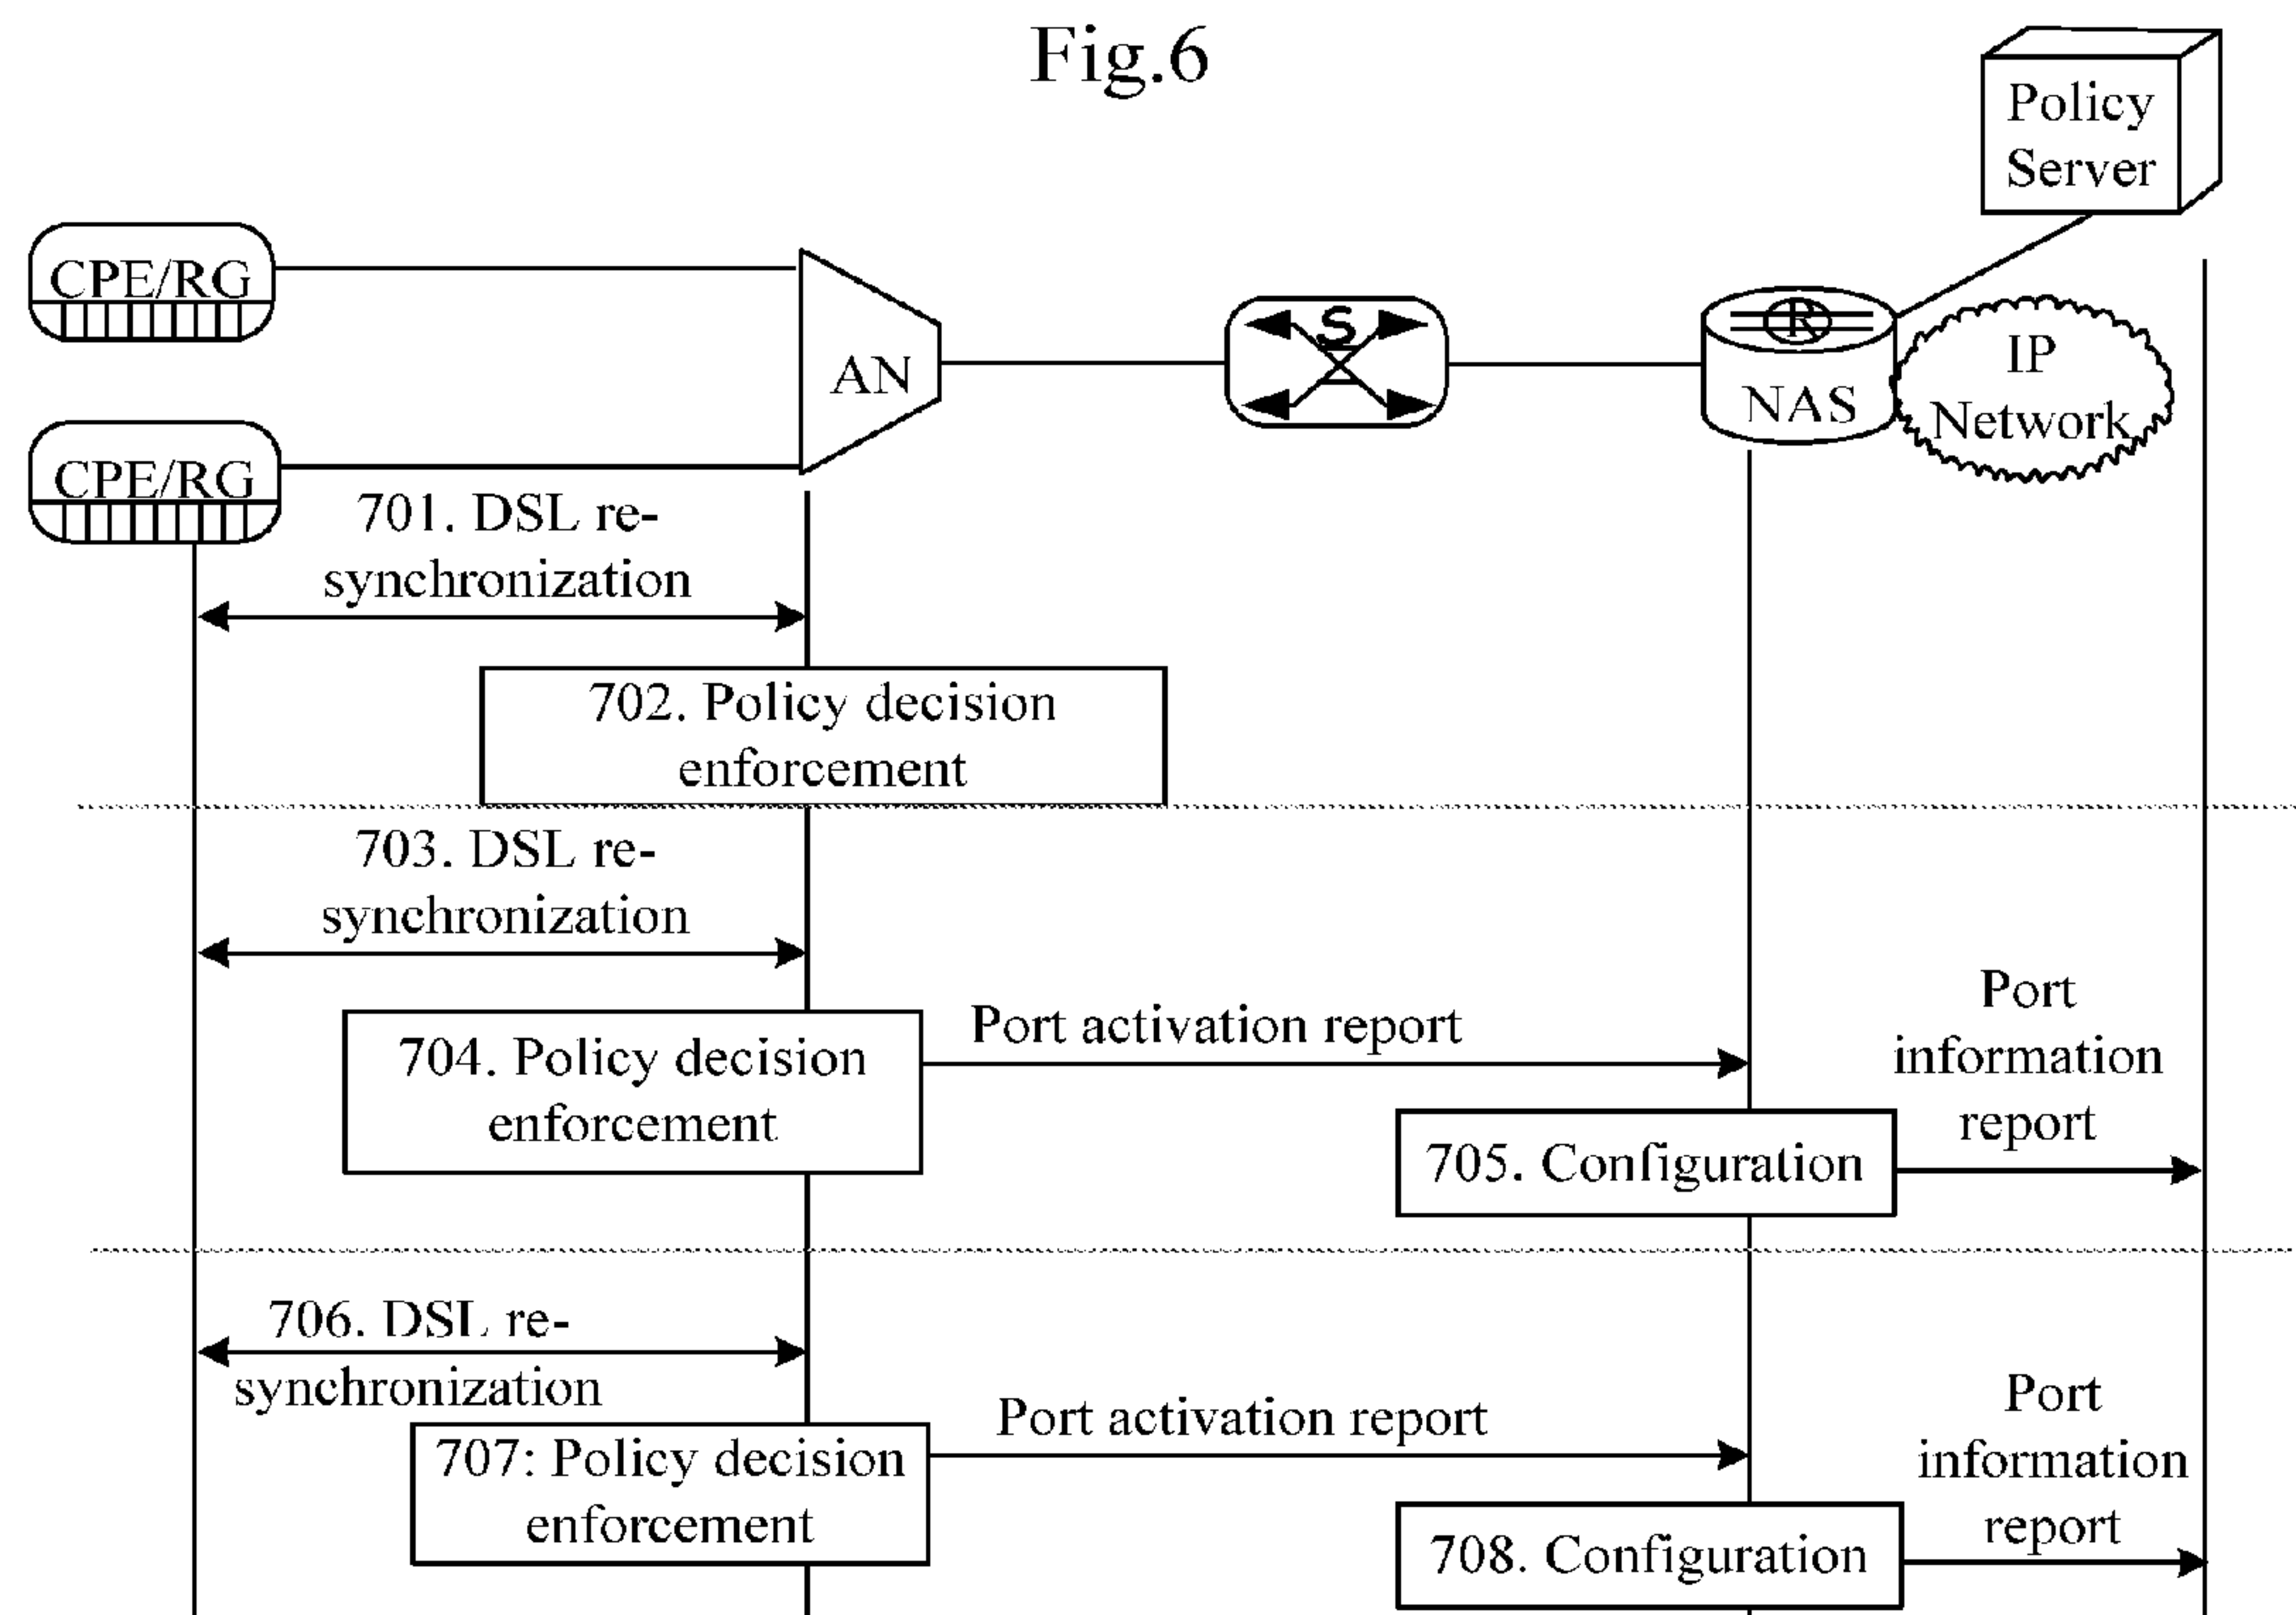 Fig.6
Policy
Server
CPE/RG
S
R
IP
AN
NAS
Network
CPE/RG
701. DSL re-
synchronization
702. Policy decision
enforcement
703. DSL re-
synchronization
Port
information
report
Port activation report
704. Policy decision
enforcement
705. Configuration
706. DSL re-
synchronization
Port
information
report
Port activation report
707: Policy decision
enforcement
708. Configuration